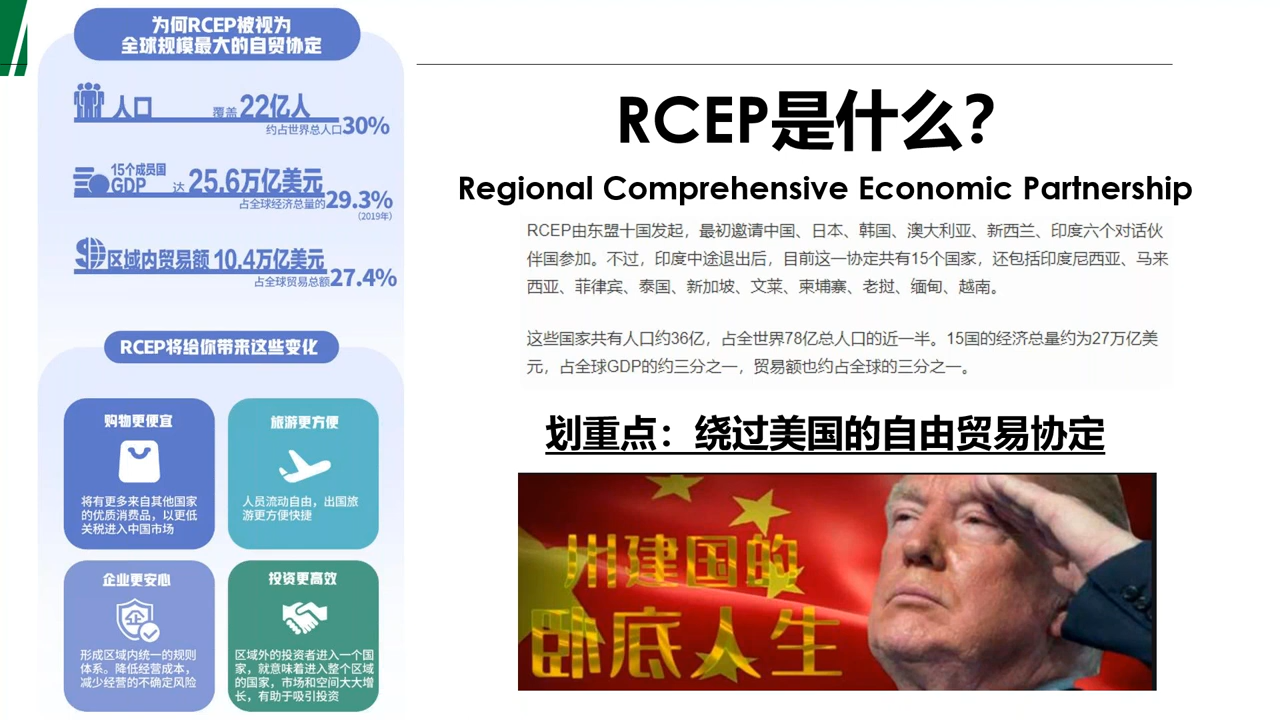 为何RCEP被视为
全球规模最大的自贸协定
人口 覆盖22亿人
约占世界总人口30%
15个成员国
GDP 达 25.6万亿美元
占全球经济总量的29.3%
(2019年)
区域内贸易额 10.4万亿美元
占全球贸易总额27.4%
RCEP将给你带来这些变化
购物更便宜
将有更多来自其他国家
的优质消费品，以更低
关税进入中国市场
旅游更方便
人员流动自由，出国旅
游更方便快捷
企业更安心
企
形成区域内统一的规则
体系。降低经营成本，
减少经营的不确定风险
投资更高效
区域外的投资者进入一个国
家，就意味着进入整个区域
的国家，市场和空间大大增
长，有助于吸引投资
RCEP是什么？
Regional Comprehensive Economic Partnership
RCEP由东盟十国发起，最初邀请中国、日本、韩国、澳大利亚、新西兰、印度六个对话伙
伴国参加。不过，印度中途退出后，目前这一协定共有15个国家，还包括印度尼西亚、马来
西亚、菲律宾、泰国、新加坡、文莱、柬埔寨、老挝、缅甸、越南。
这些国家共有人口约36亿，占全世界78亿总人口的近一半。15国的经济总量约为27万亿美
元，占全球GDP的约三分之一，贸易额也约占全球的三分之一。
划重点：绕过美国的自由贸易协定
川建国的
卧底人生